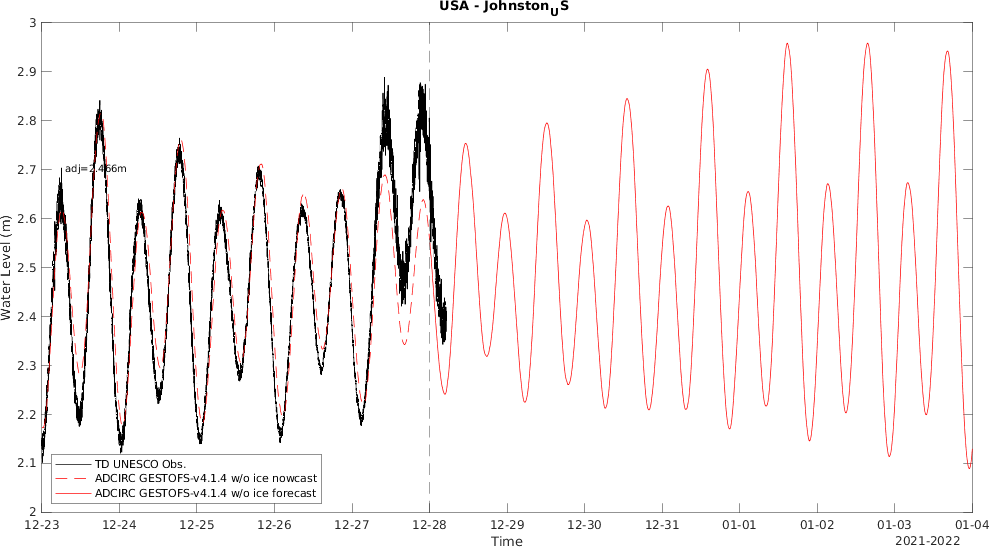 USA - Johnston_US
3
2.9
2.8
2.7
2.6
2.5
2.4
2.3
2.2
2.1
2
Water Level (m)
adj=2.466m
TD UNESCO Obs.
ADCIRC GESTOFS-v4.1.4 w/o ice nowcast
ADCIRC GESTOFS-v4.1.4 w/o ice forecast
12-23 12-24 12-25 12-26 12-27 12-28 12-29 12-30 12-31 01-01 01-02 01-03 01-04
Time
2021-2022